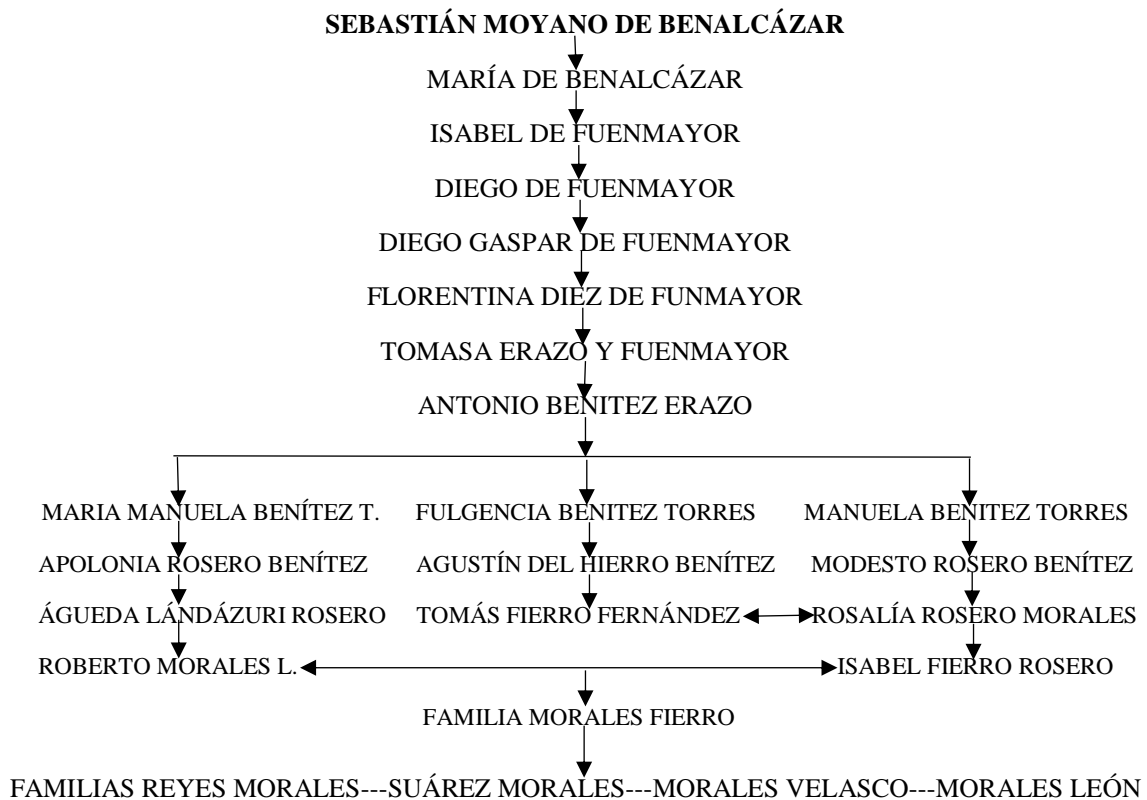 SEBASTIÁN MOYANO DE BENALCÁZAR
MARÍA DE BENALCÁZAR
ISABEL DE FUENMAYOR
DIEGO DE FUENMAYOR
DIEGO GASPAR DE FUENMAYOR
FLORENTINA DIEZ DE FUNMAYOR
TOMASA ERAZO Y FUENMAYOR
ANTONIO BENITEZ ERAZO
MARIA MANUELA BENÍTEZ T. FULGENCIA BENITEZ TORRES MANUELA BENITEZ TORRES
APOLONIA ROSERO BENÍTEZ AGUSTÍN DEL HIERRO BENÍTEZ MODESTO ROSERO BENÍTEZ
ÁGUEDA LÁNDÁZURI ROSERO TOMÁS FIERRO FERNÁNDEZ ROSALÍA ROSERO MORALES
ROBERTO MORALES L. ISABEL FIERRO ROSERO
FAMILIA MORALES FIERRO
FAMILIAS REYES MORALES---SUÁREZ MORALES---MORALES VELASCO---MORALES LEÓN